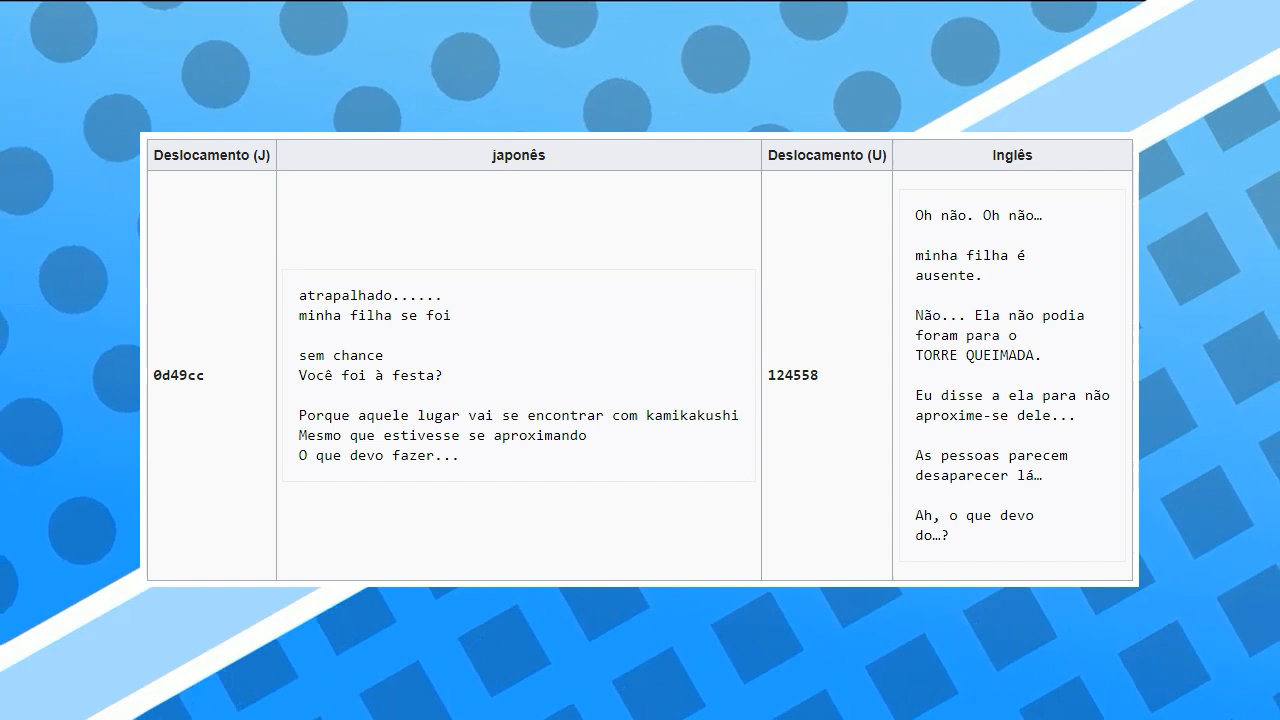 Deslocamento (J)
japonês
Deslocamento (U)
Inglês
0d49cc
atrapalhado......
minha filha se foi
sem chance
Você foi à festa?
Porque aquele lugar vai se encontrar com kamikakushi
Mesmo que estivesse se aproximando
O que devo fazer...
124558
Oh não. Oh não…
minha filha é
ausente.
Não... Ela não podia
foram para o
TORRE QUEIMADA.
Eu disse a ela para não
aproxime-se dele...
As pessoas parecem
desaparecer lá…
Ah, o que devo
do…?